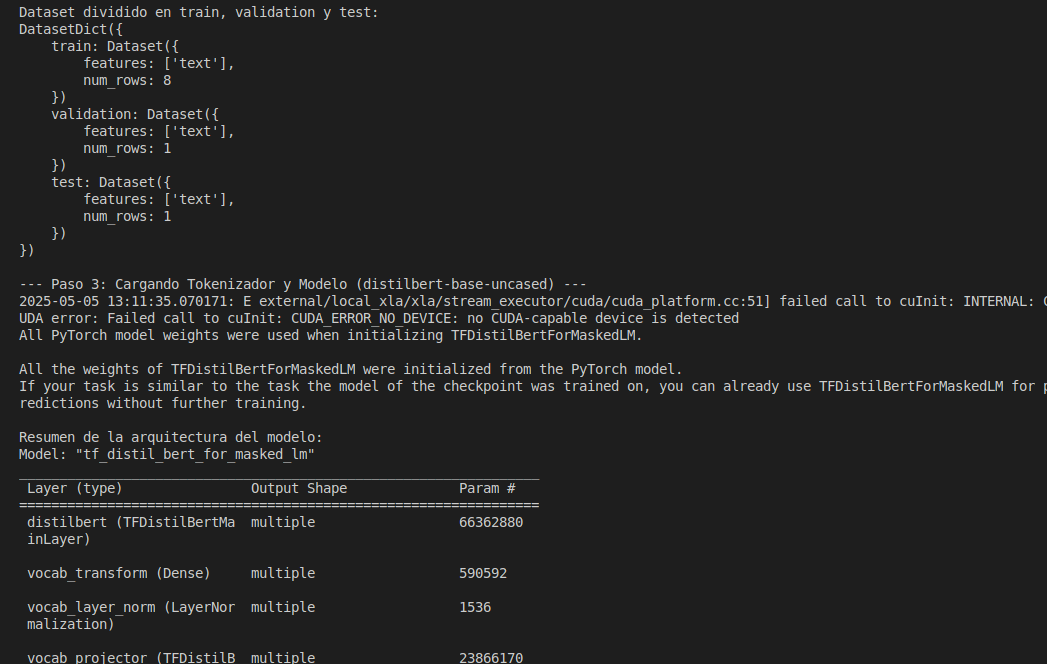 Dataset dividido en train, validation y test:
DatasetDict({
    train: Dataset({
        features: ['text'],
        num_rows: 8
    })
    validation: Dataset({
        features: ['text'],
        num_rows: 1
    })
    test: Dataset({
        features: ['text'],
        num_rows: 1
    })
})
--- Paso 3: Cargando Tokenizador y Modelo (distilbert-base-uncased) ---
2025-05-05 13:11:35.070171: E external/local_xla/xla/stream_executor/cuda/cuda_platform.cc:51] failed call to cuInit: INTERNAL: C
UDA error: Failed call to cuInit: CUDA_ERROR_NO_DEVICE: no CUDA-capable device is detected
All PyTorch model weights were used when initializing TFDistilBertForMaskedLM.
All the weights of TFDistilBertForMaskedLM were initialized from the PyTorch model.
If your task is similar to the task the model of the checkpoint was trained on, you can already use TFDistilBertForMaskedLM for p
redictions without further training.
Resumen de la arquitectura del modelo:
Model: "tf_distil_bert_for_masked_lm"
_________________________________________________________________
 Layer (type)                Output Shape              Param #
=================================================================
 distilbert (TFDistilBertMa  multiple                  66362880
 inLayer)
 vocab_transform (Dense)     multiple                  590592
 vocab_layer_norm (LayerNor  multiple                  1536
 malization)
 vocab_projector (TFDistilB  multiple                  23866170